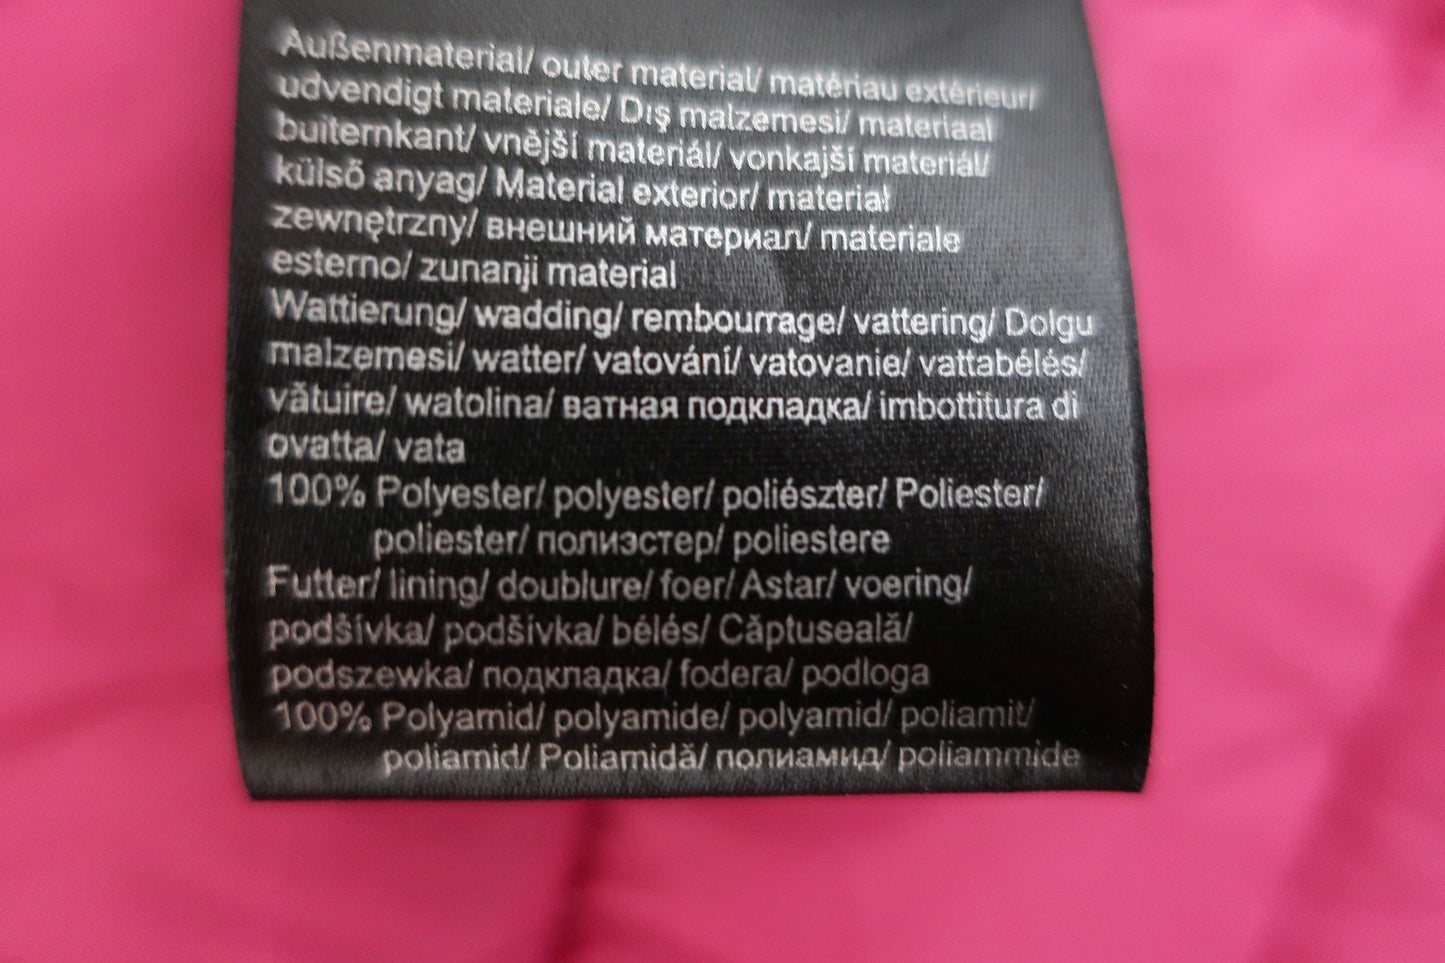 Außenmaterial/ outer material/ matériau extérieur/
udvendigt materiale/ Dış malzemesi/ materiaal
buitenkant/ vnější materiál/ vonkajší materiál/
külső anyag/ Material exterior/ materiał
zewnętrzny/ внешний материал/ materiale
esterno/ zunanji material
Wattierung/ wadding/ rembourrage/ vattering/ Dolgu
malzemesi/ watter/ vatování/ vatovanie/ vattabélés/
vătuire/ watolina/ ватная подкладка/ imbottitura di
ovatta/ vata
100% Polyester/ polyester/ poliészter/ Poliester/
poliester/ полиэстер/ poliestere
Futter/ lining/ doublure/ foer/ Astar/ voering/
podšívka/ podšívka/ bélés/ Căptuseală/
podszewka/ подкладка/ fodera/ podloga
100% Polyamid/ polyamide/ polyamid/ poliamit/
poliamid/ Poliamidă/ полиамид/ poliammide